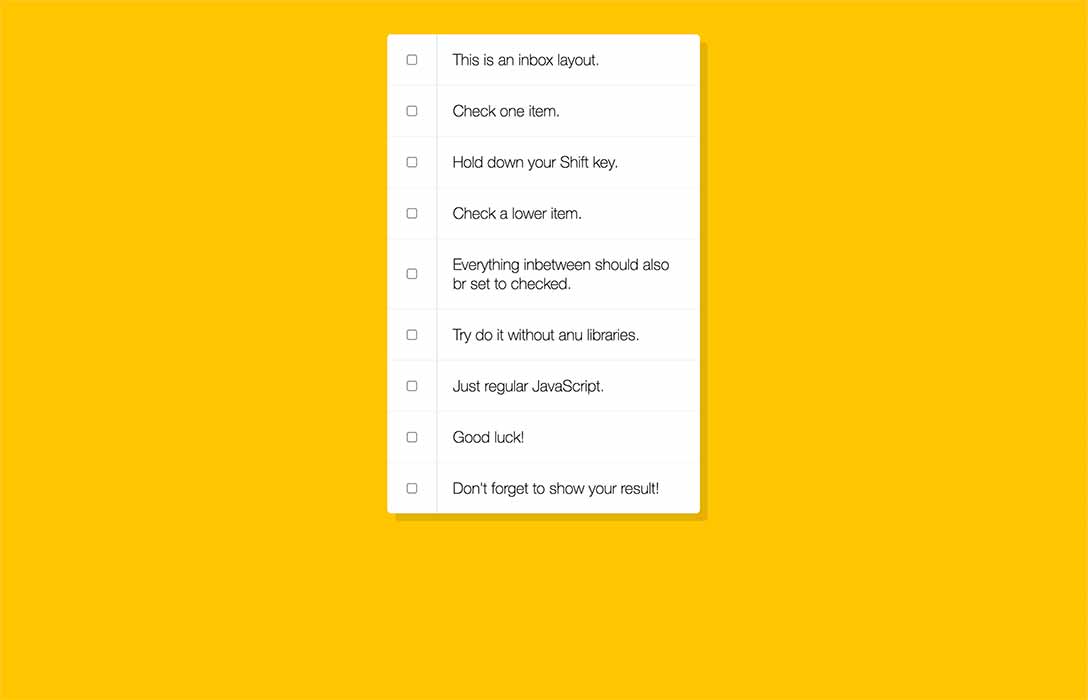 This is an inbox layout.
Check one item.
Hold down your Shift key.
Check a lower item.
Everything inbetween should also
br set to checked.
Try do it without anu libraries.
Just regular JavaScript.
Good luck!
Don't forget to show your result!